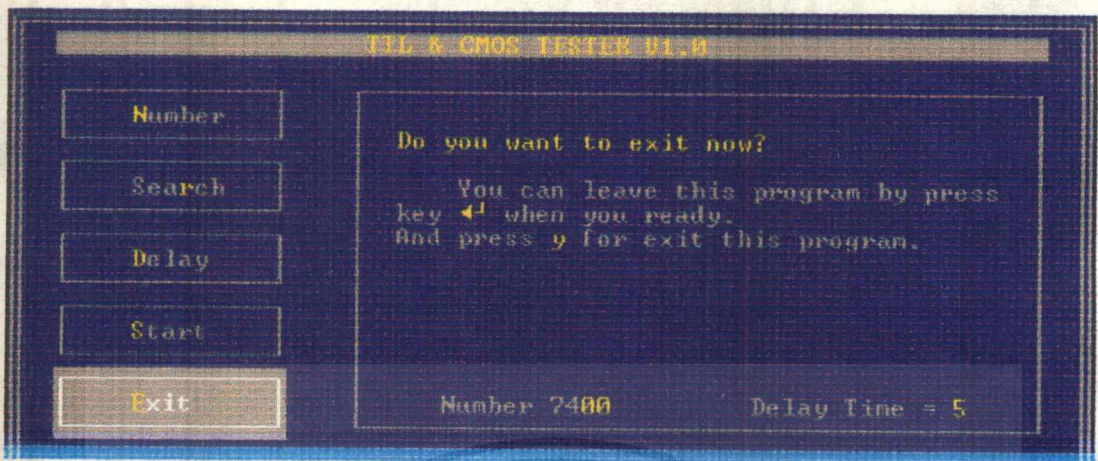 TTL & CMOS TESTER V1.0
Number
Search
Delay
Start
Exit
Do you want to exit now?
You can leave this program by press
key ↵ when you ready.
And press y for exit this program.
Number 7400
Delay Time = 5